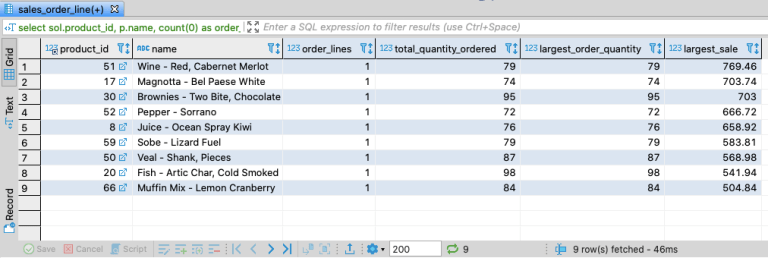 sales_order_line(+)
select sol.product_id, p.name, count(0) as order_ Enter a SQL expression to filter results (use Ctrl+Space)
Grid
Text
Record
123 product_id ABC name 123 order_lines 123 total_quantity_ordered 123 largest_order_quantity 123 largest_sale
1 51 Wine - Red, Cabernet Merlot 1 79 79 769.46
2 17 Magnotta - Bel Paese White 1 74 74 703.74
3 30 Brownies - Two Bite, Chocolate 1 95 95 703
4 52 Pepper - Sorrano 1 72 72 666.72
5 8 Juice - Ocean Spray Kiwi 1 76 76 658.92
6 59 Sobe - Lizard Fuel 1 79 79 583.81
7 50 Veal - Shank, Pieces 1 87 87 568.98
8 20 Fish - Artic Char, Cold Smoked 1 98 98 541.94
9 66 Muffin Mix - Lemon Cranberry 1 84 84 504.84
Save Cancel Script 200 9 9 row(s) fetched - 46ms